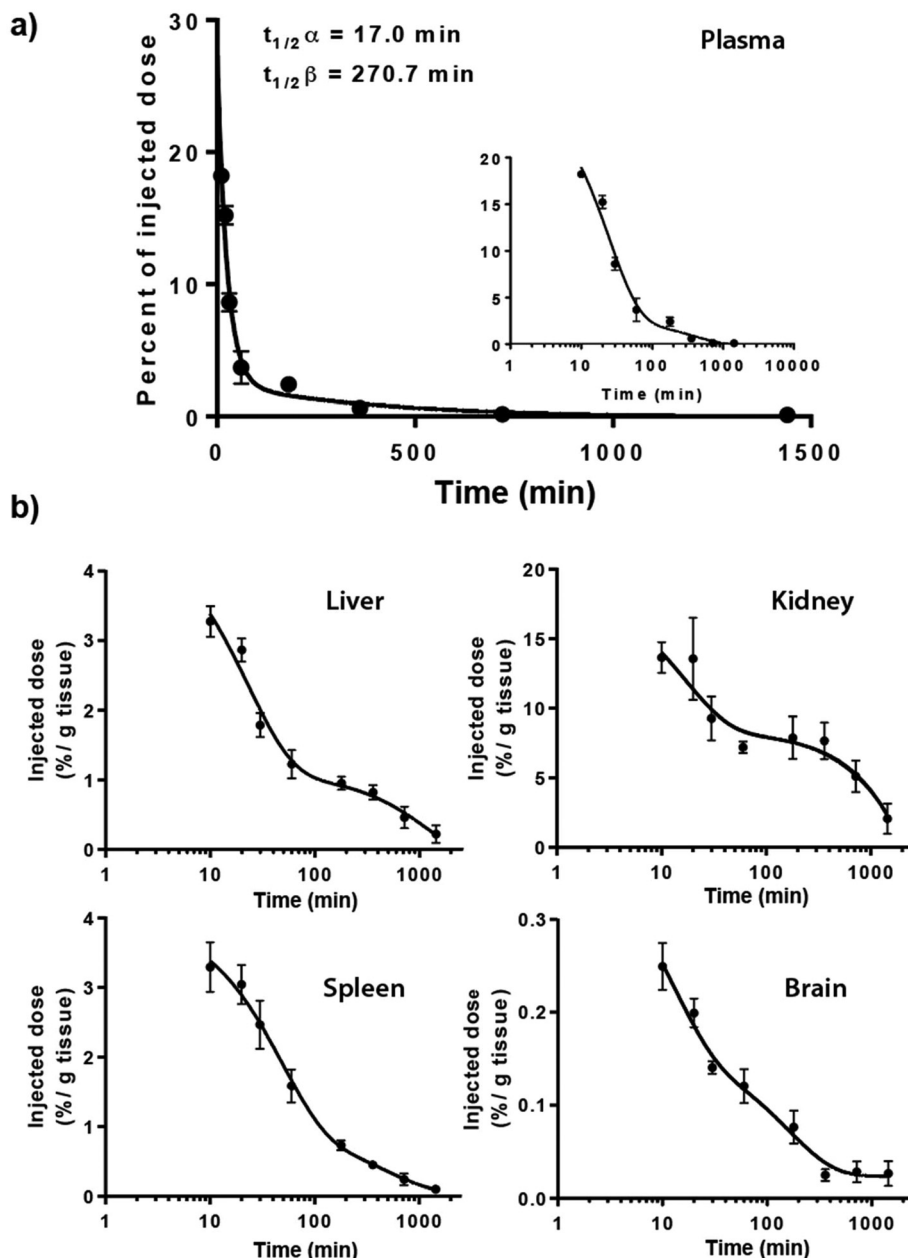 a)
t1/2 α = 17.0 min
t1/2 β = 270.7 min
Plasma
Percent of injected dose
30
20
10
0
0 500 1000 1500
Time (min)
20
15
10
5
0
1 10 100 1000 10000
Time (min)
b)
Liver
Injected dose
(%/ g tissue)
4
3
2
1
0
1 10 100 1000
Time (min)
Kidney
Injected dose
(%/ g tissue)
20
15
10
5
0
1 10 100 1000
Time (min)
Spleen
Injected dose
(%/ g tissue)
4
3
2
1
0
1 10 100 1000
Time (min)
Brain
Injected dose
(%/ g tissue)
0.3
0.2
0.1
0.0
1 10 100 1000
Time (min)